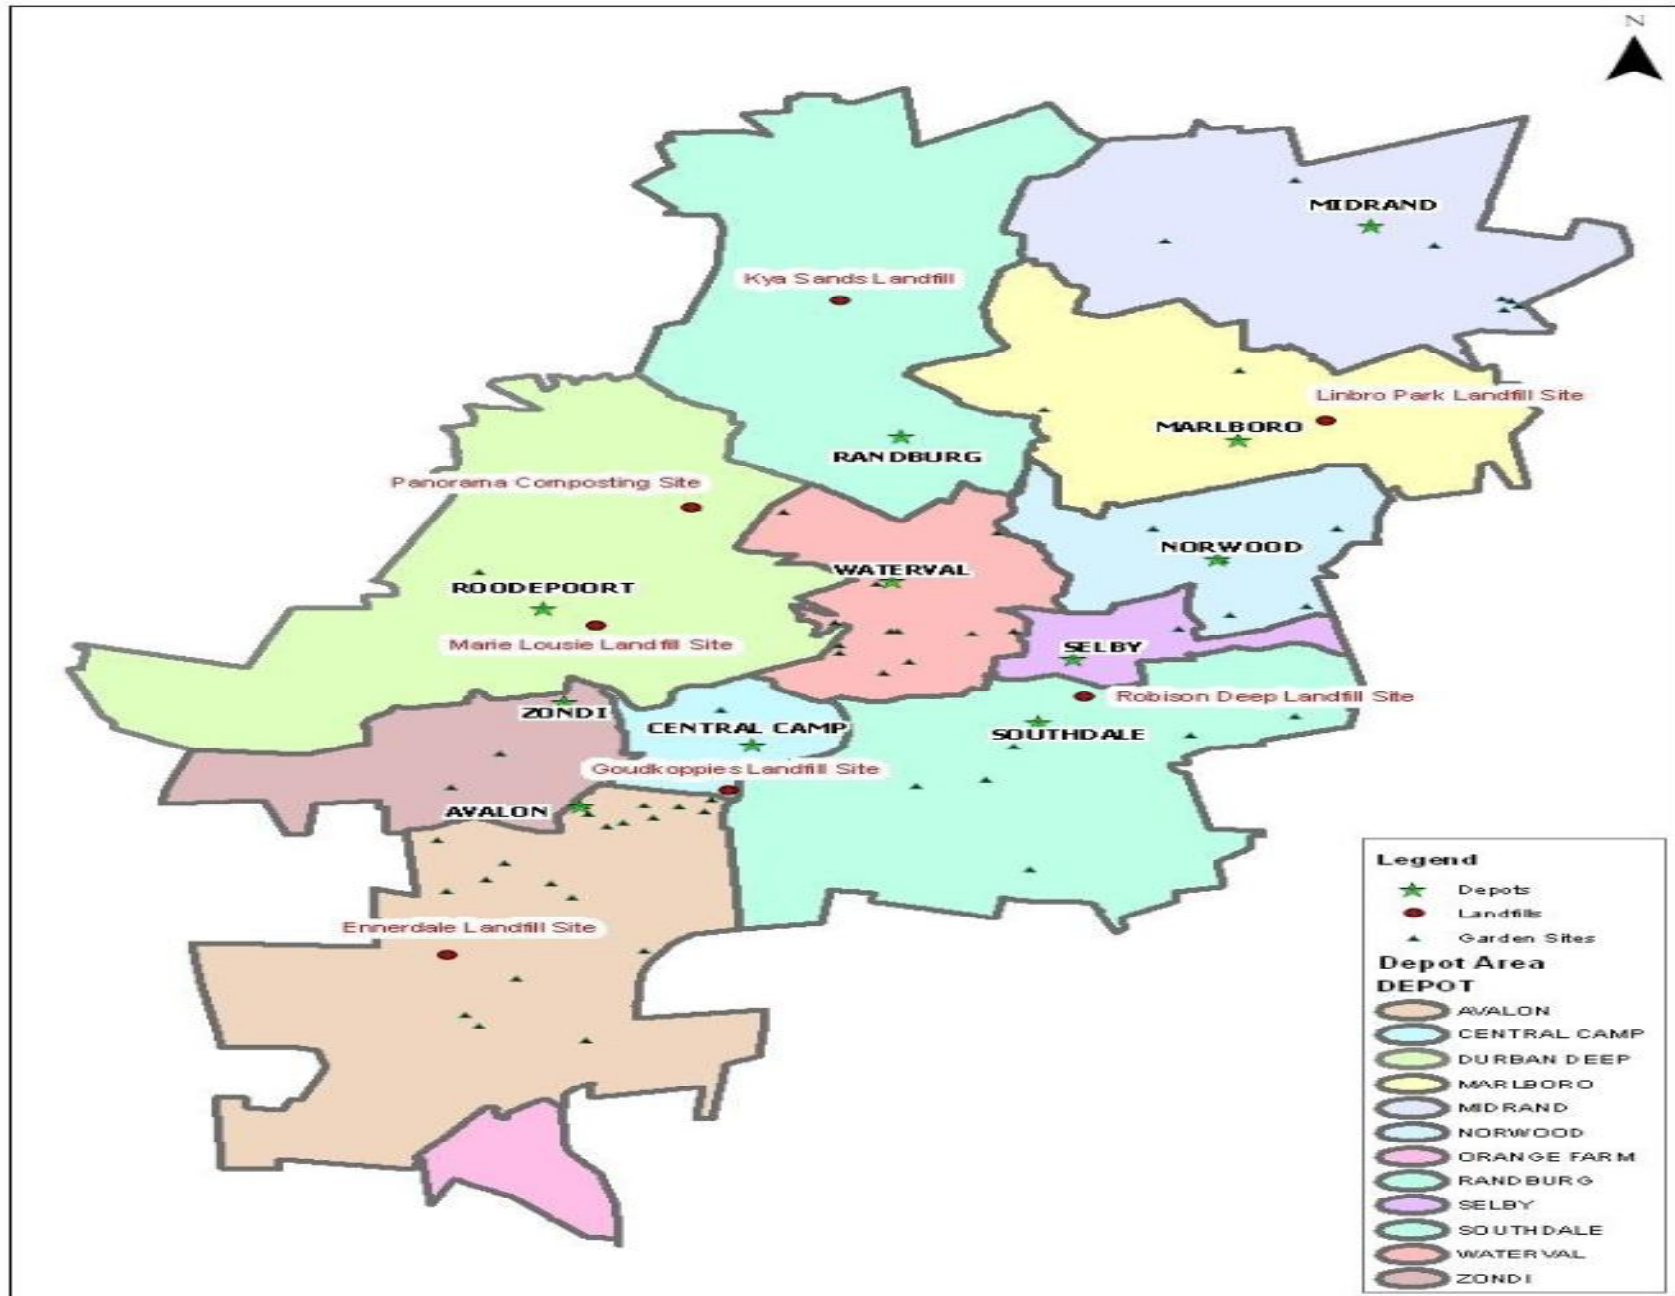 N
MIDRAND
Kya Sands Landfill
Linbro Park Landfill Site
MARLBORO
RANDBURG
Panorama Composting Site
NORWOOD
WATERVAL
ROODEPOORT
Marie Lousie Landfill Site
SELBY
Robison Deep Landfill Site
ZONDI
CENTRAL CAMP
SOUTHDALE
Goudkoppies Landfill Site
AVALON
Ennerdale Landfill Site
Legend
Depots
Landfills
Garden Sites
Depot Area
DEPOT
AVALON
CENTRAL CAMP
DURBAN DEEP
MARLBORO
MIDRAND
NORWOOD
ORANGE FARM
RANDBURG
SELBY
SOUTHDALE
WATERVAL
ZONDI